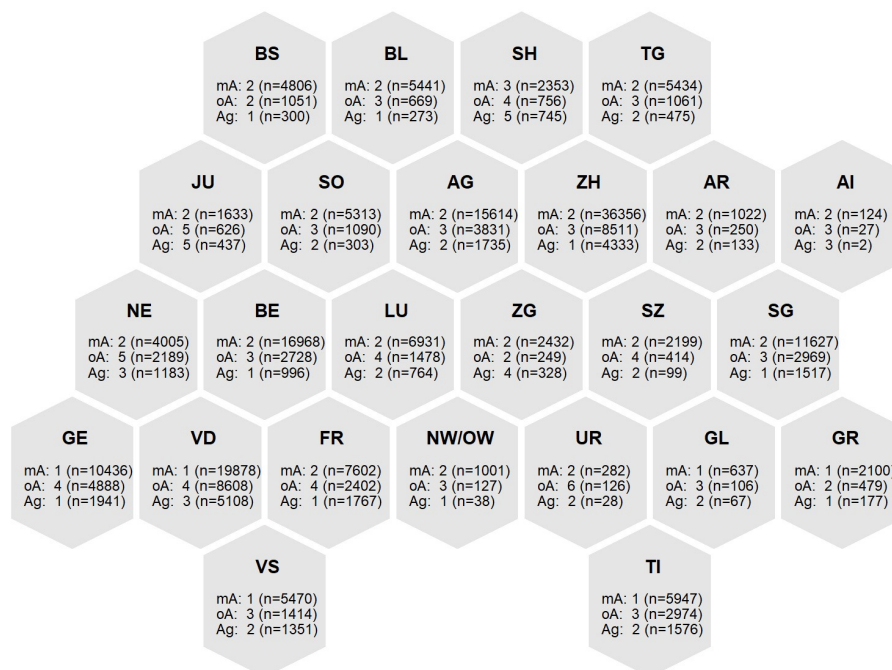 BS
mA: 2 (n=4806)
oA: 2 (n=1051)
Ag: 1 (n=300)
BL
mA: 2 (n=5441)
oA: 3 (n=669)
Ag: 1 (n=273)
SH
mA: 3 (n=2353)
oA: 4 (n=756)
Ag: 5 (n=745)
TG
mA: 2 (n=5434)
oA: 3 (n=1061)
Ag: 2 (n=475)
JU
mA: 2 (n=1633)
oA: 5 (n=626)
Ag: 5 (n=437)
SO
mA: 2 (n=5313)
oA: 3 (n=1090)
Ag: 2 (n=303)
AG
mA: 2 (n=15614)
oA: 3 (n=3831)
Ag: 2 (n=1735)
ZH
mA: 2 (n=36356)
oA: 3 (n=8511)
Ag: 1 (n=4333)
AR
mA: 2 (n=1022)
oA: 3 (n=250)
Ag: 2 (n=133)
AI
mA: 2 (n=124)
oA: 3 (n=27)
Ag: 3 (n=2)
NE
mA: 2 (n=4005)
oA: 5 (n=2189)
Ag: 3 (n=1183)
BE
mA: 2 (n=16968)
oA: 3 (n=2728)
Ag: 1 (n=996)
LU
mA: 2 (n=6931)
oA: 4 (n=1478)
Ag: 2 (n=764)
ZG
mA: 2 (n=2432)
oA: 2 (n=249)
Ag: 4 (n=328)
SZ
mA: 2 (n=2199)
oA: 4 (n=414)
Ag: 2 (n=99)
SG
mA: 2 (n=11627)
oA: 3 (n=2969)
Ag: 1 (n=1517)
GE
mA: 1 (n=10436)
oA: 4 (n=4888)
Ag: 1 (n=1941)
VD
mA: 1 (n=19878)
oA: 4 (n=8608)
Ag: 3 (n=5108)
FR
mA: 2 (n=7602)
oA: 4 (n=2402)
Ag: 1 (n=1767)
NW/OW
mA: 2 (n=1001)
oA: 3 (n=127)
Ag: 1 (n=38)
UR
mA: 2 (n=282)
oA: 6 (n=126)
Ag: 2 (n=28)
GL
mA: 1 (n=637)
oA: 3 (n=106)
Ag: 2 (n=67)
GR
mA: 1 (n=2100)
oA: 2 (n=479)
Ag: 1 (n=177)
VS
mA: 1 (n=5470)
oA: 3 (n=1414)
Ag: 2 (n=1351)
TI
mA: 1 (n=5947)
oA: 3 (n=2974)
Ag: 2 (n=1576)